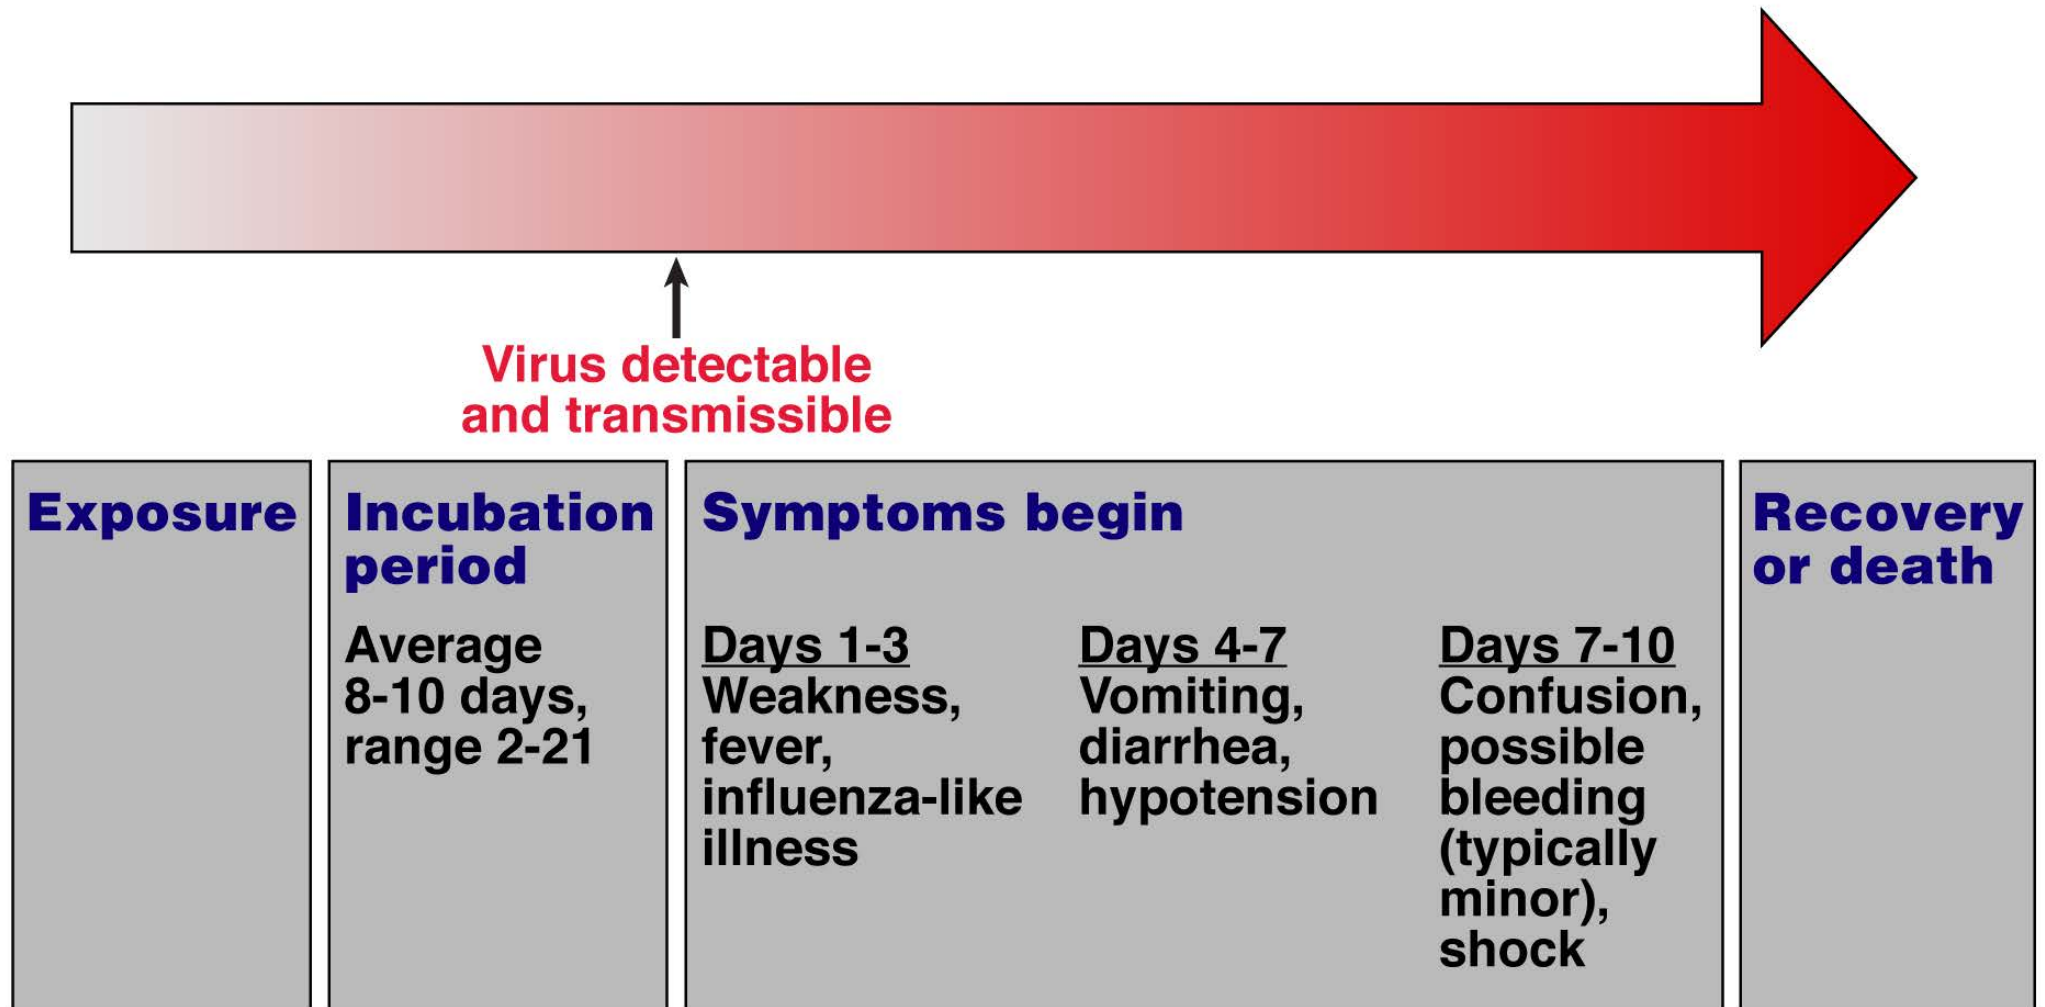 Virus detectable
and transmissible
Exposure
Incubation
period
Average
8-10 days,
range 2-21
Symptoms begin
Days 1-3
Weakness,
fever,
influenza-like
illness
Days 4-7
Vomiting,
diarrhea,
hypotension
Days 7-10
Confusion,
possible
bleeding
(typically
minor),
shock
Recovery
or death